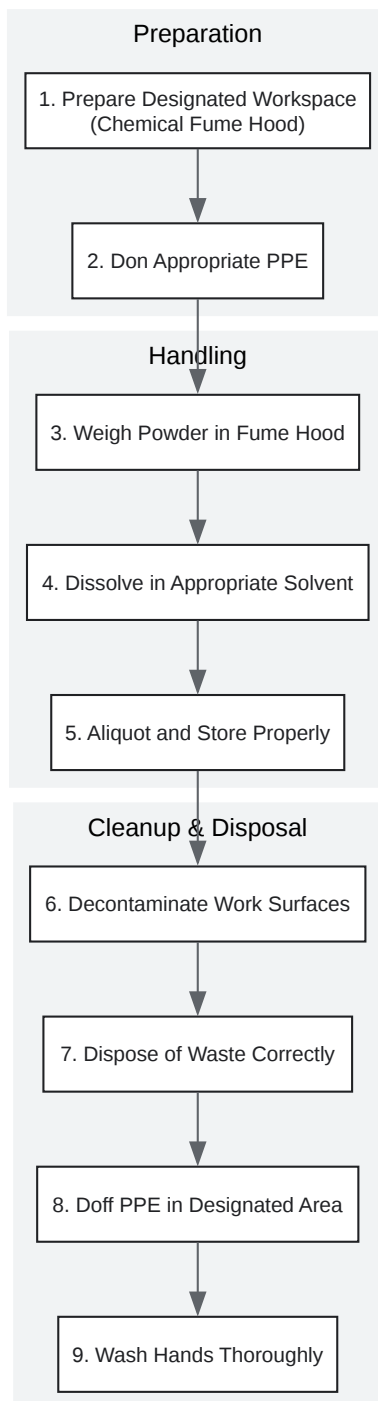 Preparation
1. Prepare Designated Workspace
(Chemical Fume Hood)
2. Don Appropriate PPE
Handling
3. Weigh Powder in Fume Hood
4. Dissolve in Appropriate Solvent
5. Aliquot and Store Properly
Cleanup & Disposal
6. Decontaminate Work Surfaces
7. Dispose of Waste Correctly
8. Doff PPE in Designated Area
9. Wash Hands Thoroughly